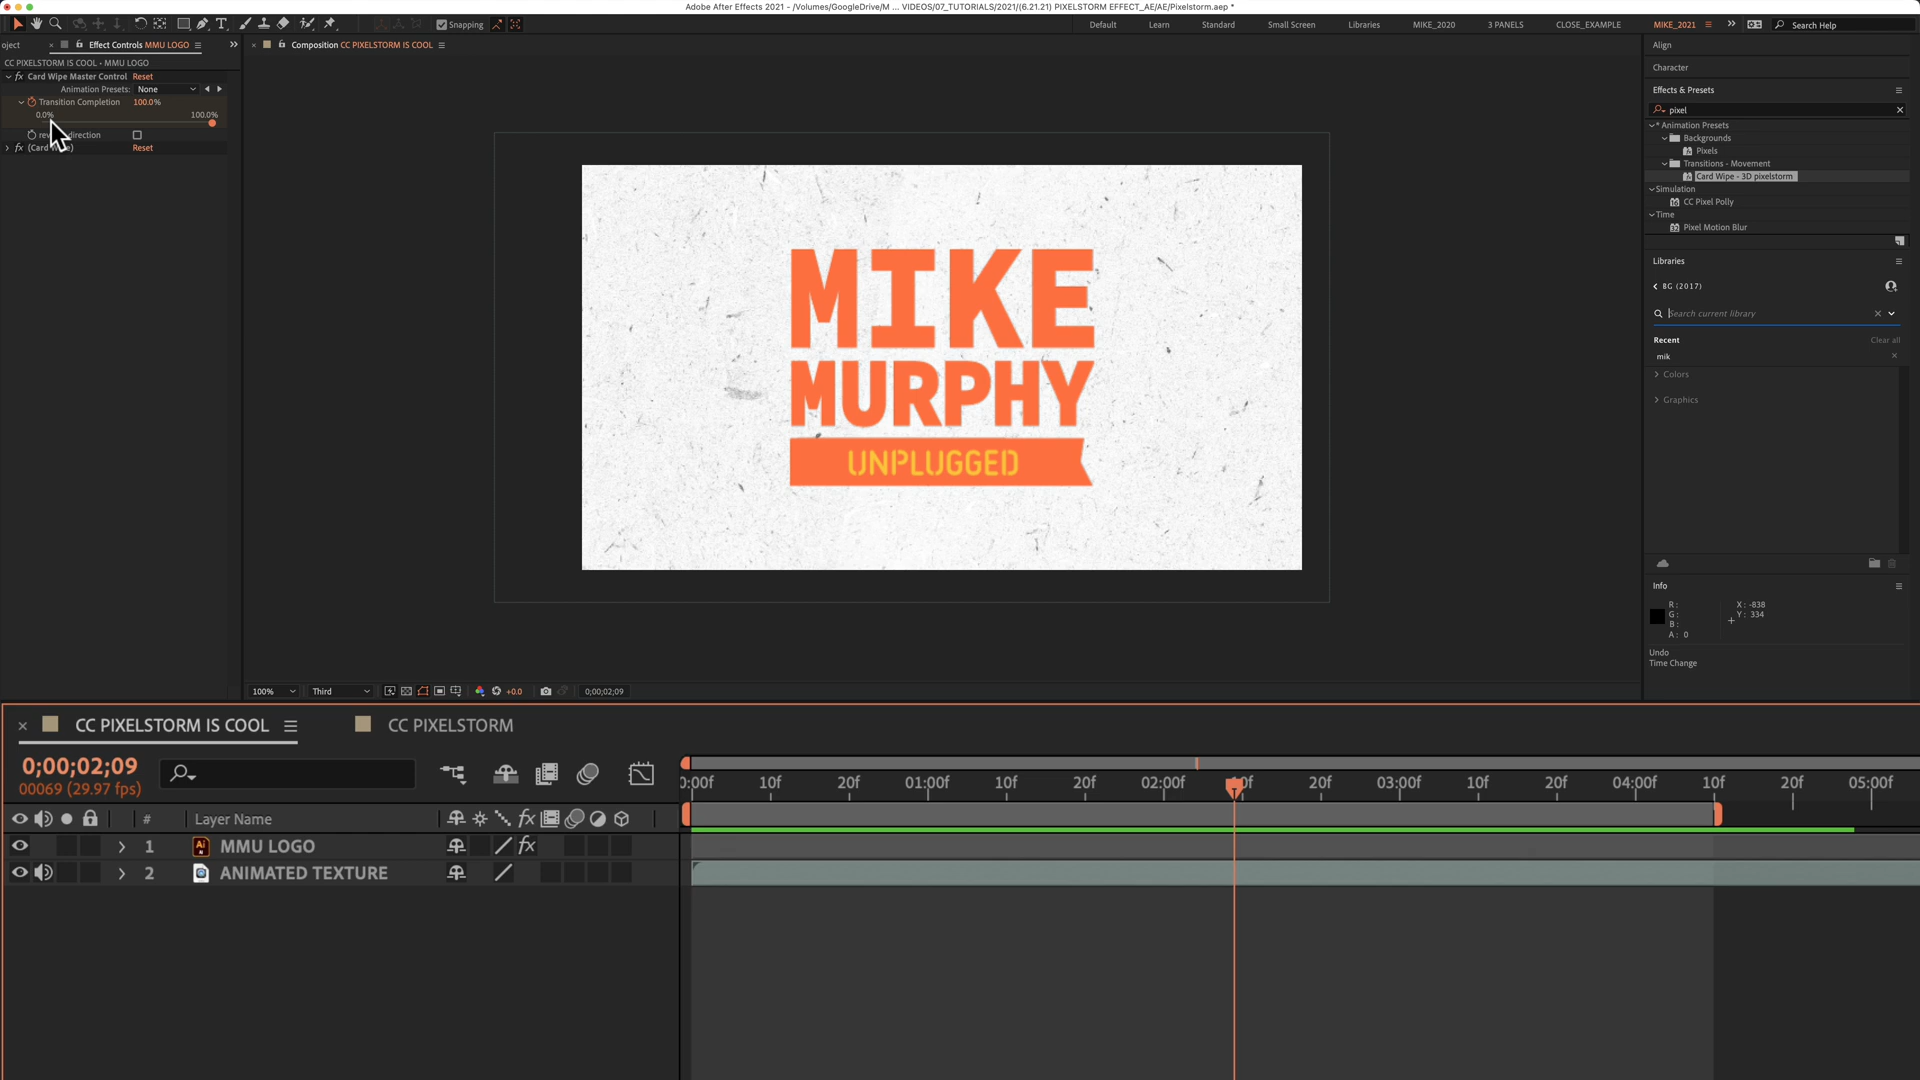 Adobe After Effects 2021 - /Volumes/GoogleDrive/M ... VIDEOS/07_TUTORIALS/2021/(6.21.21) PIXELSTORM EFFECT_AE/AE/Pixelstorm.aep *
Snapping
Default
Learn
Standard
Small Screen
Libraries
MIKE_2020
3 PANELS
CLOSE_EXAMPLE
MIKE_2021
Search Help
oject
Effect Controls MMU LOGO
Composition CC PIXELSTORM IS COOL
CC PIXELSTORM IS COOL - MMU LOGO
Card Wipe Master Control Reset
Animation Presets: None
Transition Completion 100.0%
0.0% 100.0%
direction
Reset
MIKE
MURPHY
UNPLUGGED
100%
Third
+0.0
0;00;02;09
Align
Character
Effects & Presets
pixel
* Animation Presets
Backgrounds
Pixels
Transitions - Movement
Card Wipe - 3D pixelstorm
Simulation
CC Pixel Polly
Time
Pixel Motion Blur
Libraries
BG (2017)
Search current library
Recent Clear all
mik
Colors
Graphics
Info
R :
G :
B :
A : 0
X : -838
Y : 334
Undo
Time Change
CC PIXELSTORM IS COOL
CC PIXELSTORM
0;00;02;09
00069 (29.97 fps)
0:00f 10f 20f 01:00f 10f 20f 02:00f 0f 20f 03:00f 10f 20f 04:00f 10f 20f 05:00f
# Layer Name
1 MMU LOGO
2 ANIMATED TEXTURE